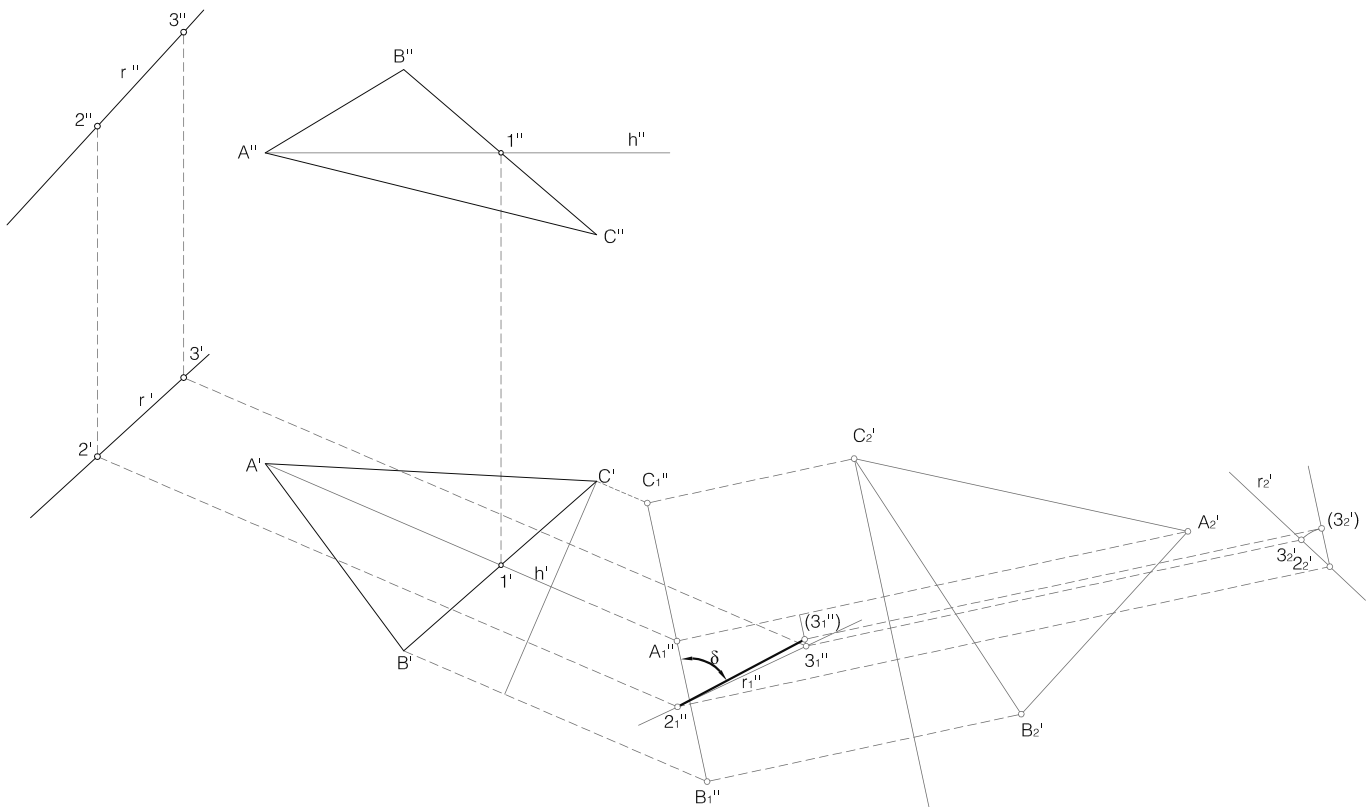 3"
r"
B"
2"
1"
h"
A"
C"
3'
r'
2'
C2'
A'
C'
C1"
r2'
A2'
(32')
32'
22'
h'
1'
(31")
A1"
δ
31"
B'
r1"
21"
B2'
B1"